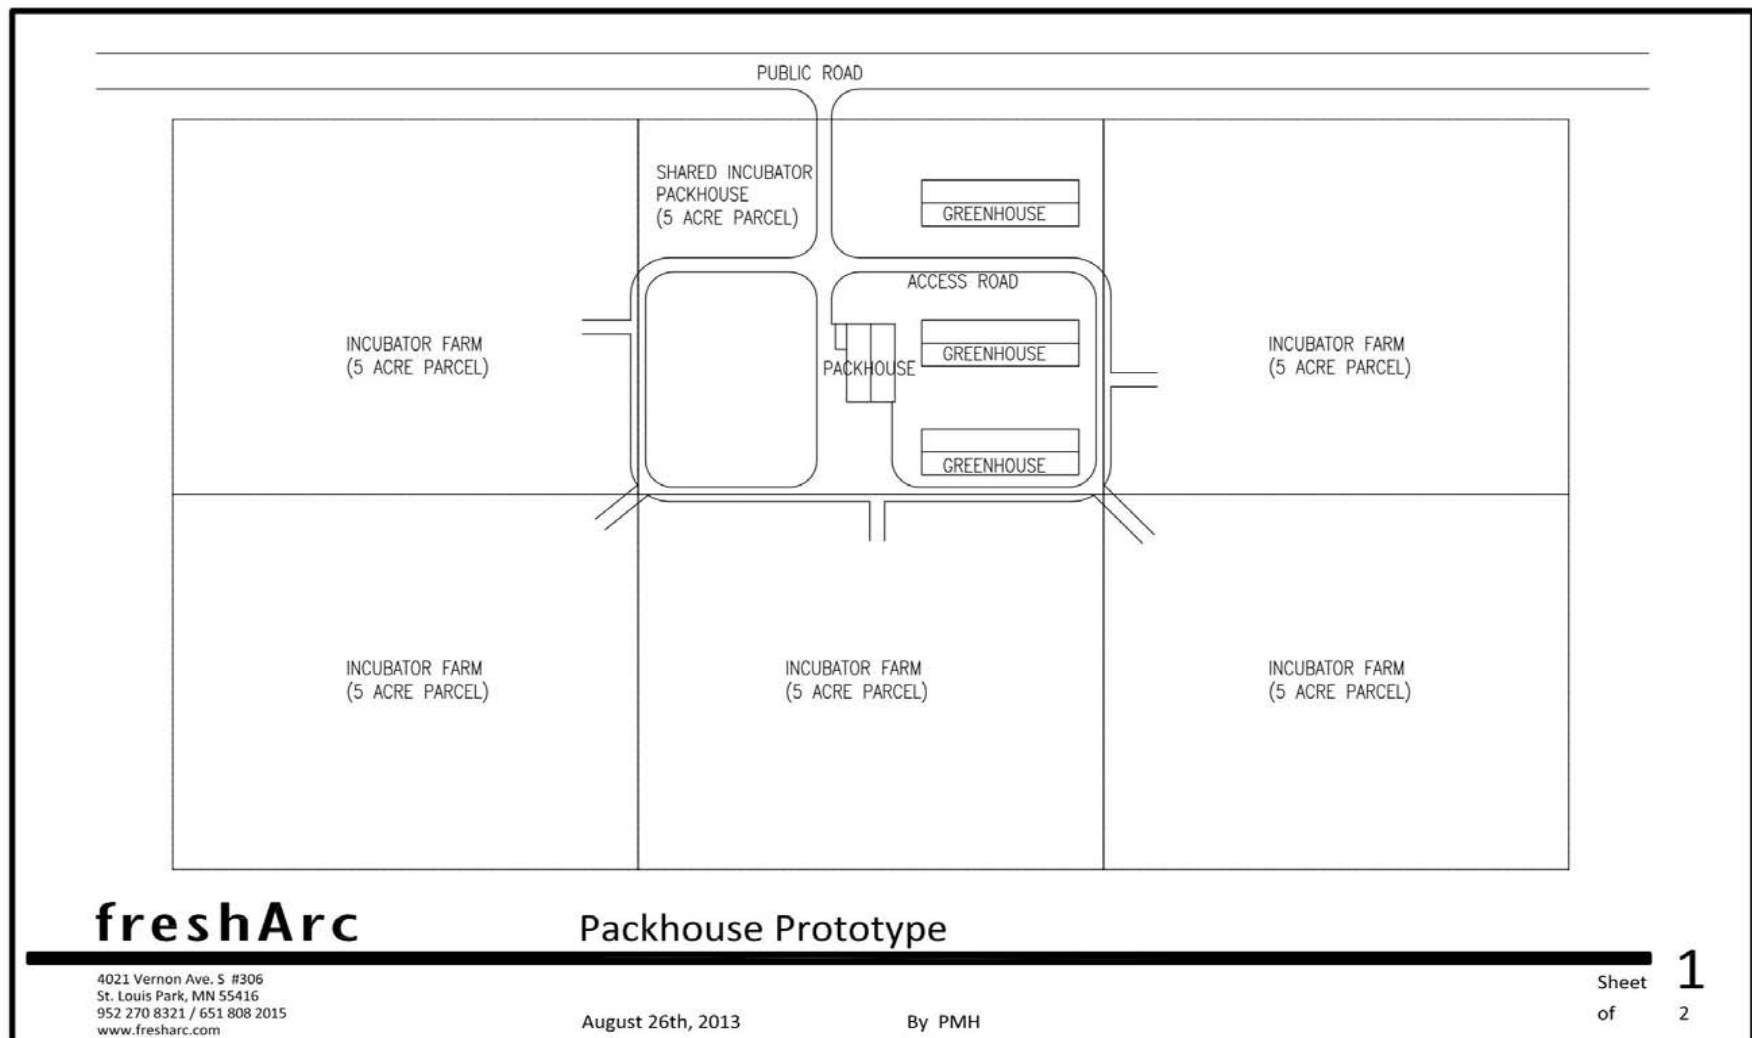 PUBLIC ROAD
SHARED INCUBATOR
PACKHOUSE
(5 ACRE PARCEL)
GREENHOUSE
ACCESS ROAD
INCUBATOR FARM
(5 ACRE PARCEL)
PACKHOUSE
GREENHOUSE
INCUBATOR FARM
(5 ACRE PARCEL)
GREENHOUSE
INCUBATOR FARM
(5 ACRE PARCEL)
INCUBATOR FARM
(5 ACRE PARCEL)
INCUBATOR FARM
(5 ACRE PARCEL)
freshArc
Packhouse Prototype
4021 Vernon Ave. S #306
St. Louis Park, MN 55416
952 270 8321 / 651 808 2015
www.fresharc.com
August 26th, 2013
By PMH
Sheet 1
of 2